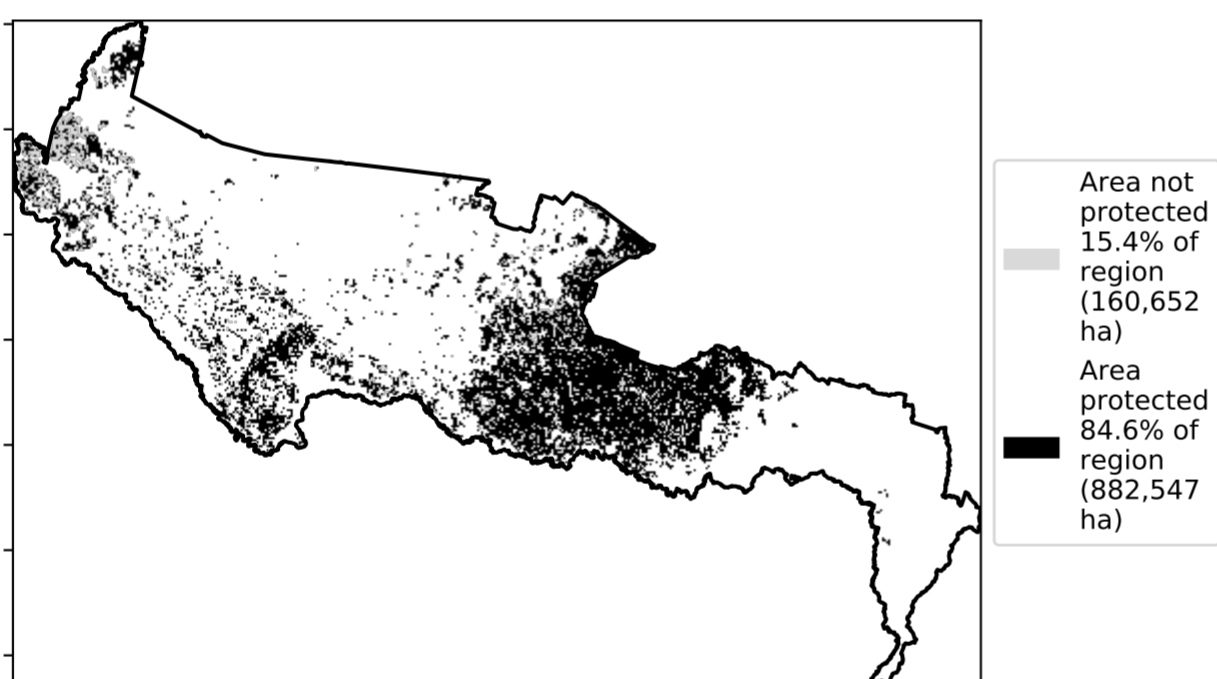 Area not
protected
15.4% of
region
(160,652
ha)
Area
protected
84.6% of
region
(882,547
ha)